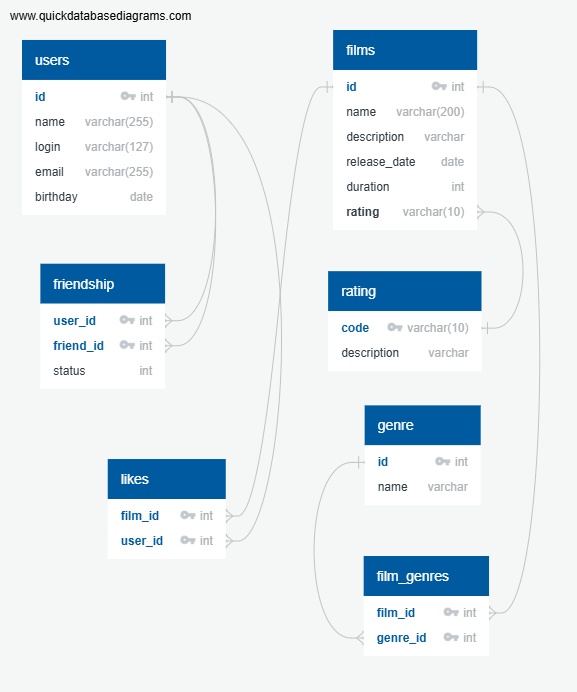 www.quickdatabasediagrams.com
users
id int
name varchar(255)
login varchar(127)
email varchar(255)
birthday date
films
id int
name varchar(200)
description varchar
release_date date
duration int
rating varchar(10)
friendship
user_id int
friend_id int
status int
rating
code varchar(10)
description varchar
genre
id int
name varchar
likes
film_id int
user_id int
film_genres
film_id int
genre_id int